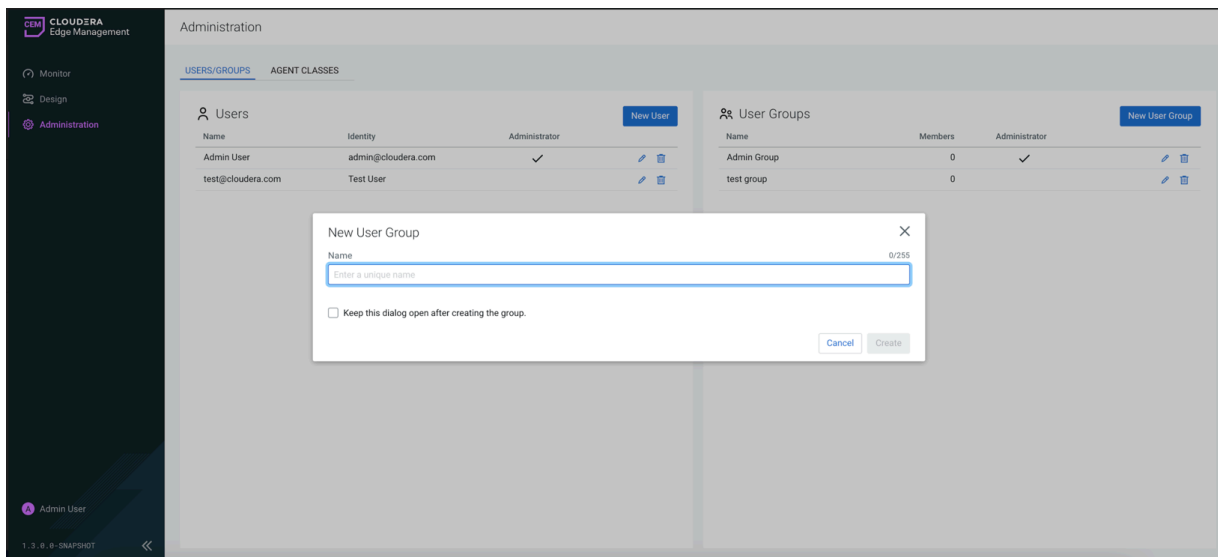 CEM CLOUDERA
Edge Management
Administration
Monitor
Design
Administration
USERS/GROUPS AGENT CLASSES
Users New User
Name Identity Administrator
Admin User admin@cloudera.com
test@cloudera.com Test User
User Groups New User Group
Name Members Administrator
Admin Group 0
test group 0
New User Group
Name 0/255
Enter a unique name
Keep this dialog open after creating the group.
Cancel Create
A Admin User
1.3.0.0-SNAPSHOT